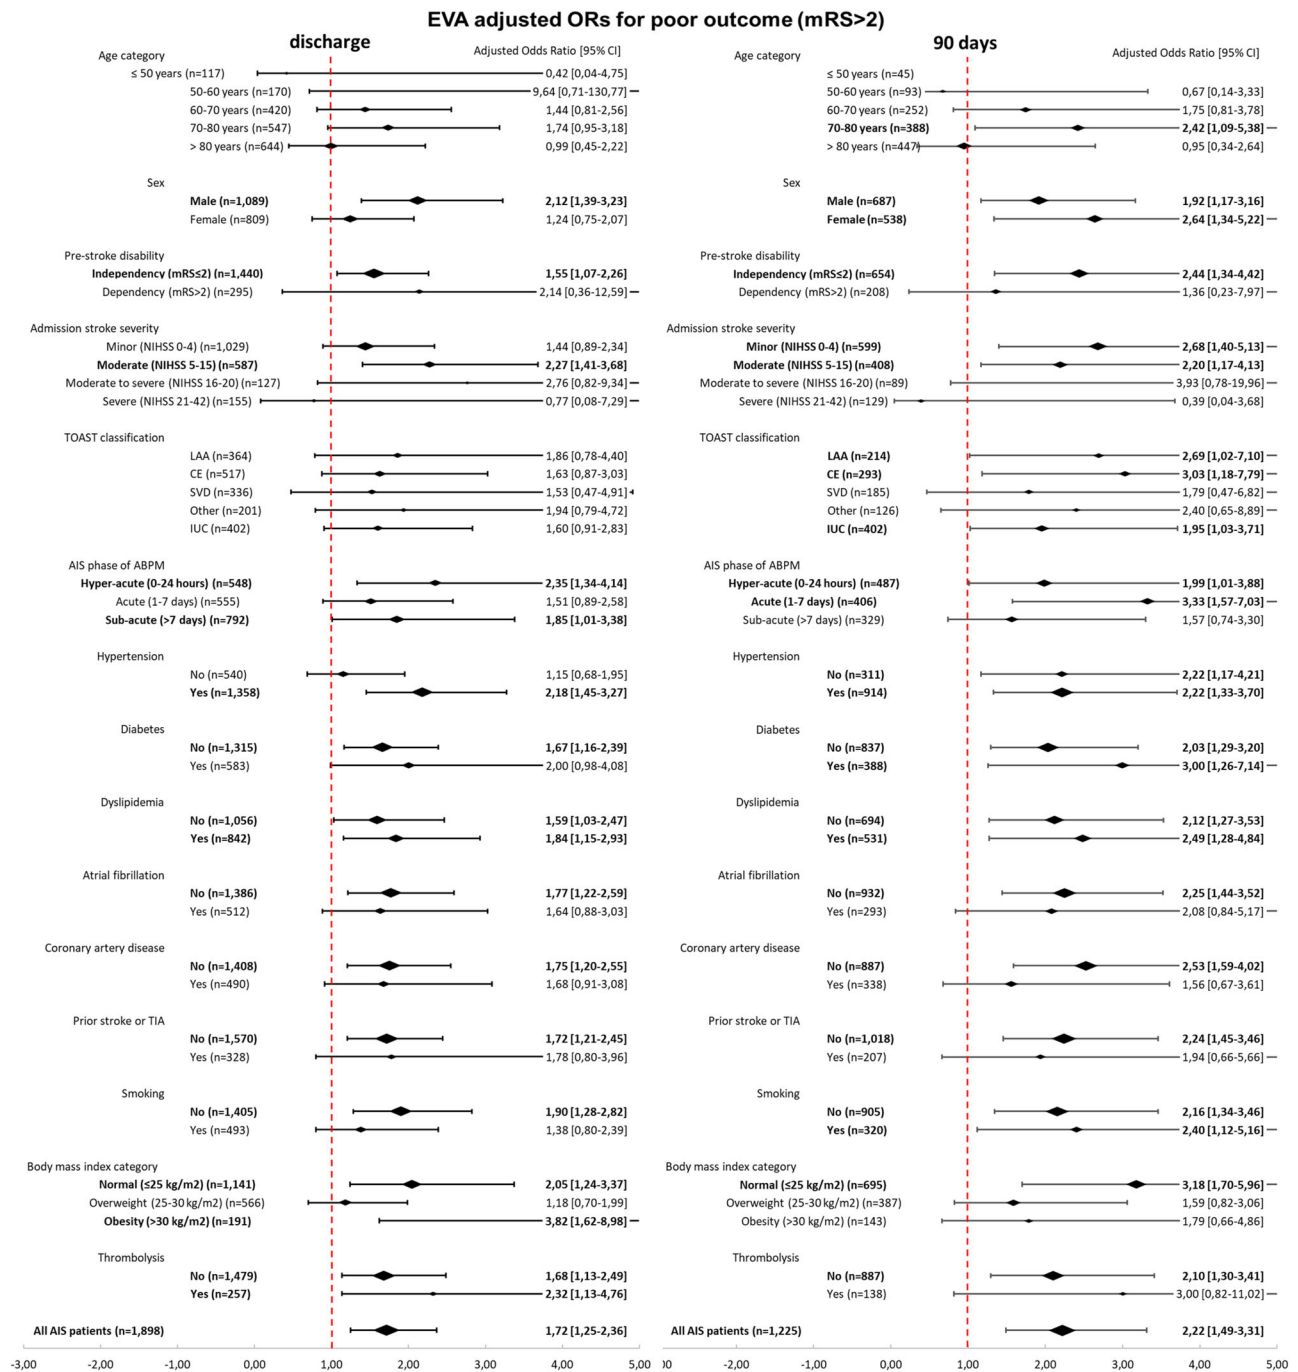 EVA adjusted ORs for poor outcome (mRS>2)
discharge
Adjusted Odds Ratio [95% CI]
Age category
≤ 50 years (n=117) 0,42 [0,04-4,75]
50-60 years (n=170) 9,64 [0,71-130,77]
60-70 years (n=420) 1,44 [0,81-2,56]
70-80 years (n=547) 1,74 [0,95-3,18]
> 80 years (n=644) 0,99 [0,45-2,22]
Sex
Male (n=1,089) 2,12 [1,39-3,23]
Female (n=809) 1,24 [0,75-2,07]
Pre-stroke disability
Independency (mRS≤2) (n=1,440) 1,55 [1,07-2,26]
Dependency (mRS>2) (n=295) 2,14 [0,36-12,59]
Admission stroke severity
Minor (NIHSS 0-4) (n=1,029) 1,44 [0,89-2,34]
Moderate (NIHSS 5-15) (n=587) 2,27 [1,41-3,68]
Moderate to severe (NIHSS 16-20) (n=127) 2,76 [0,82-9,34]
Severe (NIHSS 21-42) (n=155) 0,77 [0,08-7,29]
TOAST classification
LAA (n=364) 1,86 [0,78-4,40]
CE (n=517) 1,63 [0,87-3,03]
SVD (n=336) 1,53 [0,47-4,91]
Other (n=201) 1,94 [0,79-4,72]
IUC (n=402) 1,60 [0,91-2,83]
AIS phase of ABPM
Hyper-acute (0-24 hours) (n=548) 2,35 [1,34-4,14]
Acute (1-7 days) (n=555) 1,51 [0,89-2,58]
Sub-acute (>7 days) (n=792) 1,85 [1,01-3,38]
Hypertension
No (n=540) 1,15 [0,68-1,95]
Yes (n=1,358) 2,18 [1,45-3,27]
Diabetes
No (n=1,315) 1,67 [1,16-2,39]
Yes (n=583) 2,00 [0,98-4,08]
Dyslipidemia
No (n=1,056) 1,59 [1,03-2,47]
Yes (n=842) 1,84 [1,15-2,93]
Atrial fibrillation
No (n=1,386) 1,77 [1,22-2,59]
Yes (n=512) 1,64 [0,88-3,03]
Coronary artery disease
No (n=1,408) 1,75 [1,20-2,55]
Yes (n=490) 1,68 [0,91-3,08]
Prior stroke or TIA
No (n=1,570) 1,72 [1,21-2,45]
Yes (n=328) 1,78 [0,80-3,96]
Smoking
No (n=1,405) 1,90 [1,28-2,82]
Yes (n=493) 1,38 [0,80-2,39]
Body mass index category
Normal (≤25 kg/m2) (n=1,141) 2,05 [1,24-3,37]
Overweight (25-30 kg/m2) (n=566) 1,18 [0,70-1,99]
Obesity (>30 kg/m2) (n=191) 3,82 [1,62-8,98]
Thrombolysis
No (n=1,479) 1,68 [1,13-2,49]
Yes (n=257) 2,32 [1,13-4,76]
All AIS patients (n=1,898) 1,72 [1,25-2,36]
-3,00 -2,00 -1,00 0,00 1,00 2,00 3,00 4,00 5,00
90 days
Adjusted Odds Ratio [95% CI]
Age category
≤ 50 years (n=45)
50-60 years (n=93) 0,67 [0,14-3,33]
60-70 years (n=252) 1,75 [0,81-3,78]
70-80 years (n=388) 2,42 [1,09-5,38]
> 80 years (n=447) 0,95 [0,34-2,64]
Sex
Male (n=687) 1,92 [1,17-3,16]
Female (n=538) 2,64 [1,34-5,22]
Pre-stroke disability
Independency (mRS≤2) (n=654) 2,44 [1,34-4,42]
Dependency (mRS>2) (n=208) 1,36 [0,23-7,97]
Admission stroke severity
Minor (NIHSS 0-4) (n=599) 2,68 [1,40-5,13]
Moderate (NIHSS 5-15) (n=408) 2,20 [1,17-4,13]
Moderate to severe (NIHSS 16-20) (n=89) 3,93 [0,78-19,96]
Severe (NIHSS 21-42) (n=129) 0,39 [0,04-3,68]
TOAST classification
LAA (n=214) 2,69 [1,02-7,10]
CE (n=293) 3,03 [1,18-7,79]
SVD (n=185) 1,79 [0,47-6,82]
Other (n=126) 2,40 [0,65-8,89]
IUC (n=402) 1,95 [1,03-3,71]
AIS phase of ABPM
Hyper-acute (0-24 hours) (n=487) 1,99 [1,01-3,88]
Acute (1-7 days) (n=406) 3,33 [1,57-7,03]
Sub-acute (>7 days) (n=329) 1,57 [0,74-3,30]
Hypertension
No (n=311) 2,22 [1,17-4,21]
Yes (n=914) 2,22 [1,33-3,70]
Diabetes
No (n=837) 2,03 [1,29-3,20]
Yes (n=388) 3,00 [1,26-7,14]
Dyslipidemia
No (n=694) 2,12 [1,27-3,53]
Yes (n=531) 2,49 [1,28-4,84]
Atrial fibrillation
No (n=932) 2,25 [1,44-3,52]
Yes (n=293) 2,08 [0,84-5,17]
Coronary artery disease
No (n=887) 2,53 [1,59-4,02]
Yes (n=338) 1,56 [0,67-3,61]
Prior stroke or TIA
No (n=1,018) 2,24 [1,45-3,46]
Yes (n=207) 1,94 [0,66-5,66]
Smoking
No (n=905) 2,16 [1,34-3,46]
Yes (n=320) 2,40 [1,12-5,16]
Body mass index category
Normal (≤25 kg/m2) (n=695) 3,18 [1,70-5,96]
Overweight (25-30 kg/m2) (n=387) 1,59 [0,82-3,06]
Obesity (>30 kg/m2) (n=143) 1,79 [0,66-4,86]
Thrombolysis
No (n=887) 2,10 [1,30-3,41]
Yes (n=138) 3,00 [0,82-11,02]
All AIS patients (n=1,225) 2,22 [1,49-3,31]
00 -2,00 -1,00 0,00 1,00 2,00 3,00 4,00 5,00